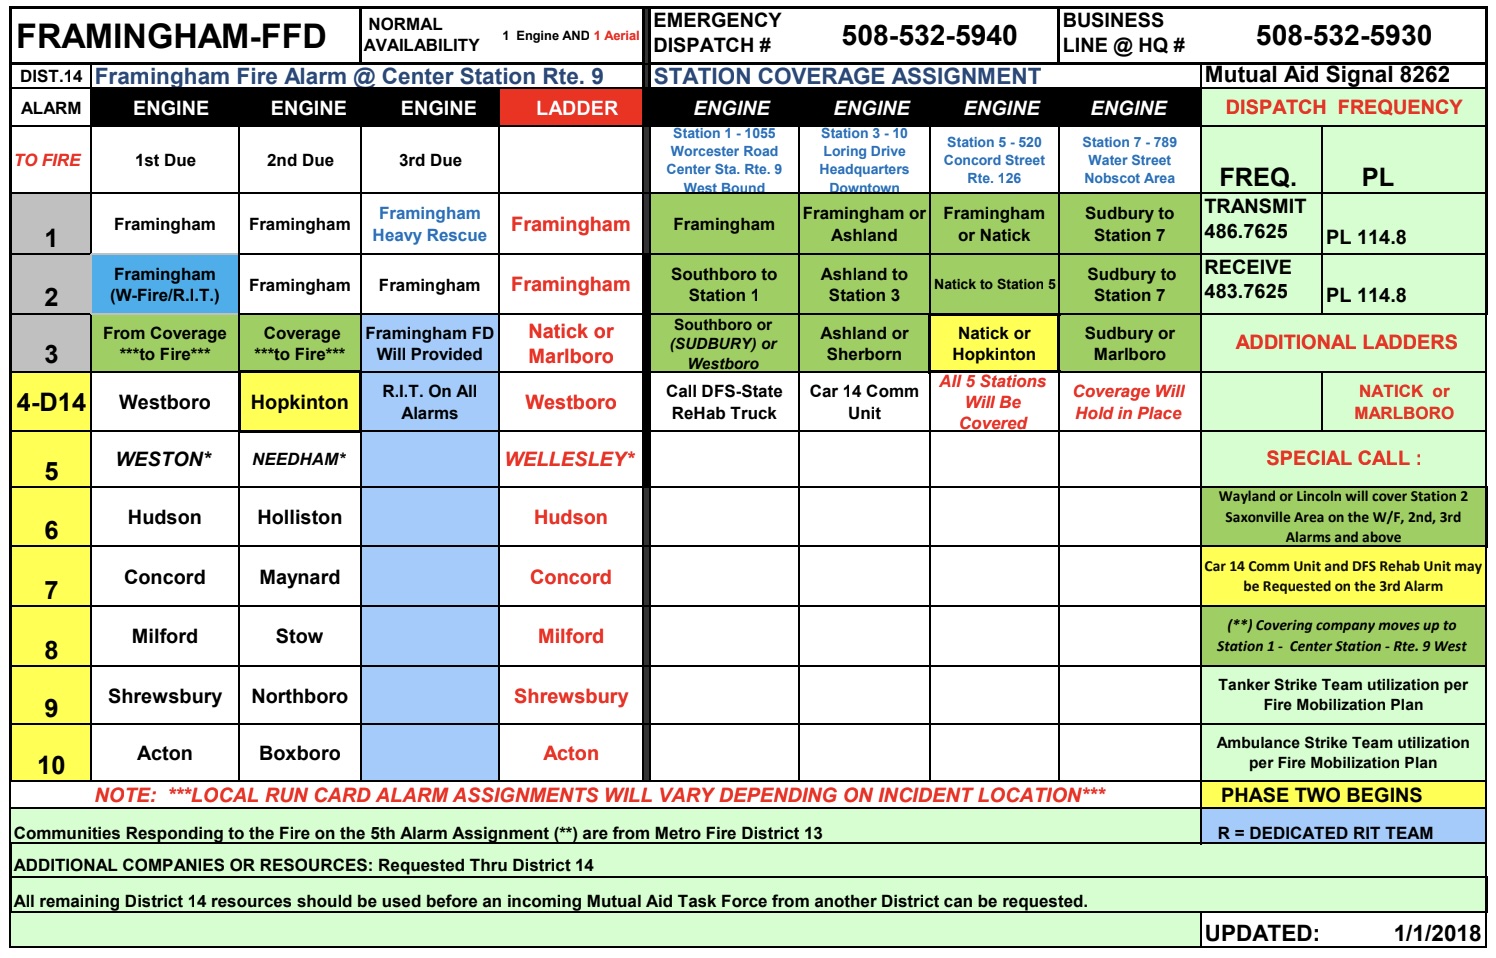 FRAMINGHAM-FFD
NORMAL
AVAILABILITY
1 Engine AND 1 Aerial
EMERGENCY
DISPATCH #
508-532-5940
BUSINESS
LINE @ HQ #
508-532-5930
DIST.14
Framingham Fire Alarm @ Center Station Rte. 9
STATION COVERAGE ASSIGNMENT
Mutual Aid Signal 8262
ALARM
ENGINE
ENGINE
ENGINE
LADDER
ENGINE
ENGINE
ENGINE
ENGINE
DISPATCH FREQUENCY
TO FIRE
1st Due
2nd Due
3rd Due
Station 1 - 1055
Worcester Road
Center Sta. Rte. 9
West Bound
Station 3 - 10
Loring Drive
Headquarters
Downtown
Station 5 - 520
Concord Street
Rte. 126
Station 7 - 789
Water Street
Nobscot Area
FREQ.
PL
1
Framingham
Framingham
Framingham
Heavy Rescue
Framingham
Framingham
Framingham or
Ashland
Framingham
or Natick
Sudbury to
Station 7
TRANSMIT
486.7625
PL 114.8
2
Framingham
(W-Fire/R.I.T.)
Framingham
Framingham
Framingham
Southboro to
Station 1
Ashland to
Station 3
Natick to Station 5
Sudbury to
Station 7
RECEIVE
483.7625
PL 114.8
3
From Coverage
***to Fire***
Coverage
***to Fire***
Framingham FD
Will Provided
Natick or
Marlboro
Southboro or
(SUDBURY) or
Westboro
Ashland or
Sherborn
Natick or
Hopkinton
Sudbury or
Marlboro
ADDITIONAL LADDERS
4-D14
Westboro
Hopkinton
R.I.T. On All
Alarms
Westboro
Call DFS-State
ReHab Truck
Car 14 Comm
Unit
All 5 Stations
Will Be
Covered
Coverage Will
Hold in Place
NATICK or
MARLBORO
5
WESTON*
NEEDHAM*
WELLESLEY*
SPECIAL CALL :
6
Hudson
Holliston
Hudson
Wayland or Lincoln will cover Station 2
Saxonville Area on the W/F, 2nd, 3rd
Alarms and above
7
Concord
Maynard
Concord
Car 14 Comm Unit and DFS Rehab Unit may
be Requested on the 3rd Alarm
8
Milford
Stow
Milford
(**) Covering company moves up to
Station 1 - Center Station - Rte. 9 West
9
Shrewsbury
Northboro
Shrewsbury
Tanker Strike Team utilization per
Fire Mobilization Plan
10
Acton
Boxboro
Acton
Ambulance Strike Team utilization
per Fire Mobilization Plan
NOTE: ***LOCAL RUN CARD ALARM ASSIGNMENTS WILL VARY DEPENDING ON INCIDENT LOCATION***
PHASE TWO BEGINS
Communities Responding to the Fire on the 5th Alarm Assignment (**) are from Metro Fire District 13
R = DEDICATED RIT TEAM
ADDITIONAL COMPANIES OR RESOURCES: Requested Thru District 14
All remaining District 14 resources should be used before an incoming Mutual Aid Task Force from another District can be requested.
UPDATED: 1/1/2018